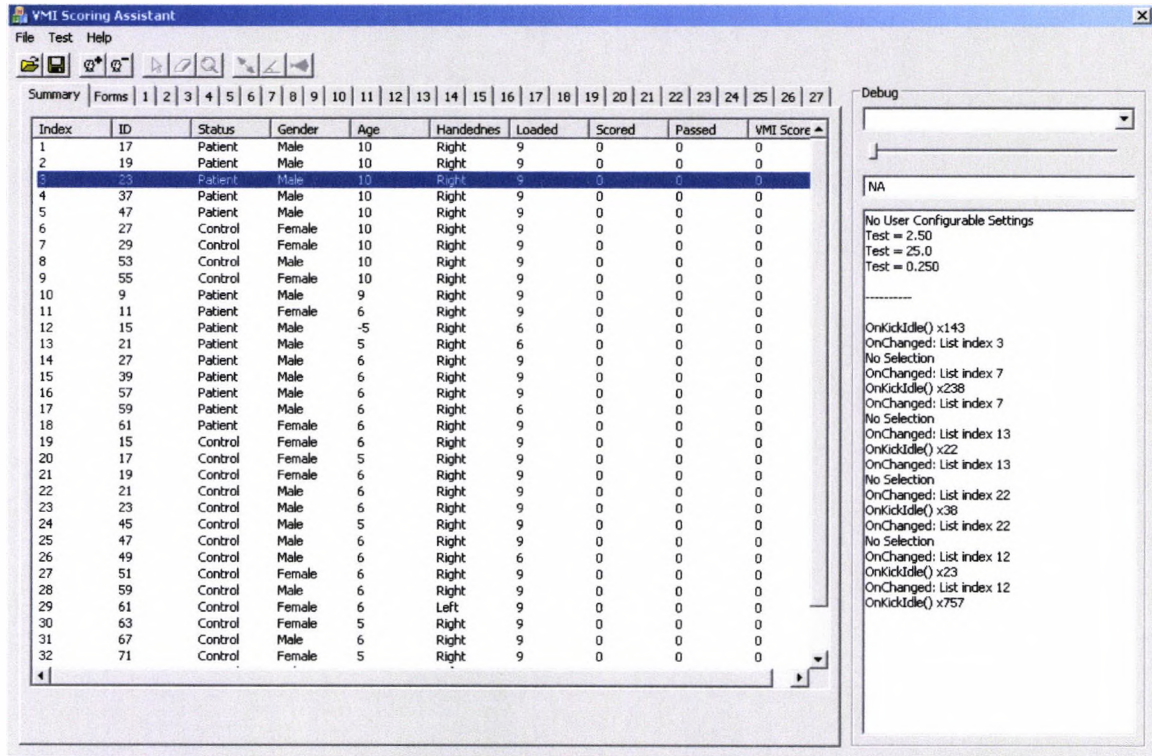 VMI Scoring Assistant
File Test Help
Summary Forms 1 2 3 4 5 6 7 8 9 10 11 12 13 14 15 16 17 18 19 20 21 22 23 24 25 26 27
Index ID Status Gender Age Handednes Loaded Scored Passed VMI Score
1 17 Patient Male 10 Right 9 0 0 0
2 19 Patient Male 10 Right 9 0 0 0
3 23 Patient Male 10 Right 9 0 0 0
4 37 Patient Male 10 Right 9 0 0 0
5 47 Patient Male 10 Right 9 0 0 0
6 27 Control Female 10 Right 9 0 0 0
7 29 Control Female 10 Right 9 0 0 0
8 53 Control Male 10 Right 9 0 0 0
9 55 Control Female 10 Right 9 0 0 0
10 9 Patient Male 9 Right 9 0 0 0
11 11 Patient Female 6 Right 9 0 0 0
12 15 Patient Male -5 Right 6 0 0 0
13 21 Patient Male 5 Right 6 0 0 0
14 27 Patient Male 6 Right 9 0 0 0
15 39 Patient Male 6 Right 9 0 0 0
16 57 Patient Male 6 Right 9 0 0 0
17 59 Patient Male 6 Right 6 0 0 0
18 61 Patient Female 6 Right 9 0 0 0
19 15 Control Female 6 Right 9 0 0 0
20 17 Control Female 5 Right 9 0 0 0
21 19 Control Female 6 Right 9 0 0 0
22 21 Control Male 6 Right 9 0 0 0
23 23 Control Male 6 Right 9 0 0 0
24 45 Control Male 5 Right 9 0 0 0
25 47 Control Male 6 Right 9 0 0 0
26 49 Control Male 6 Right 6 0 0 0
27 51 Control Female 6 Right 9 0 0 0
28 59 Control Male 6 Right 9 0 0 0
29 61 Control Female 6 Left 9 0 0 0
30 63 Control Female 5 Right 9 0 0 0
31 67 Control Male 6 Right 9 0 0 0
32 71 Control Female 5 Right 9 0 0 0
Debug
NA
No User Configurable Settings
Test = 2.50
Test = 25.0
Test = 0.250
----------
OnKickIdle() x143
OnChanged: List index 3
No Selection
OnChanged: List index 7
OnKickIdle() x238
OnChanged: List index 7
No Selection
OnChanged: List index 13
OnKickIdle() x22
OnChanged: List index 13
No Selection
OnChanged: List index 22
OnKickIdle() x38
OnChanged: List index 22
No Selection
OnChanged: List index 12
OnKickIdle() x23
OnChanged: List index 12
OnKickIdle() x757